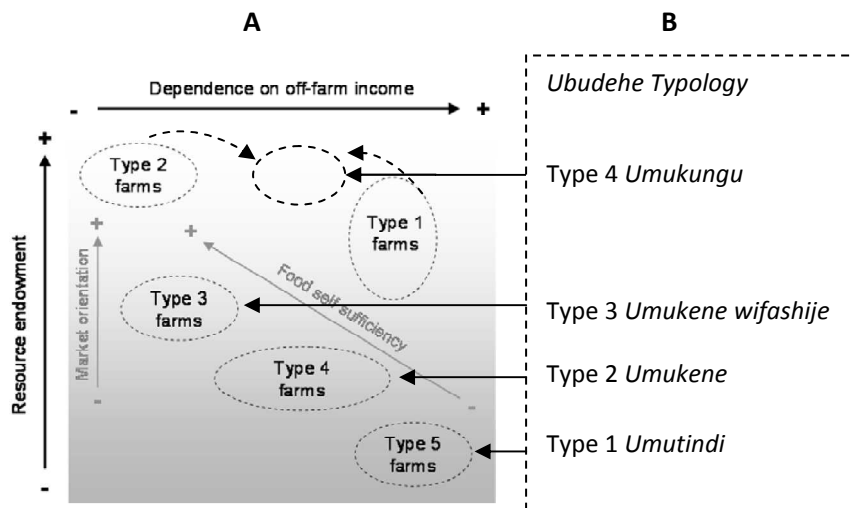 A
B
Dependence on off-farm income
-
+
Ubudehe Typology
+
Type 2
farms
Type 4 Umukungu
Type 1
farms
+
+
Resource endowment
Market orientation
Food self sufficiency
Type 3
farms
Type 3 Umukene wifashije
Type 4
farms
Type 2 Umukene
-
-
Type 5
farms
Type 1 Umutindi
-